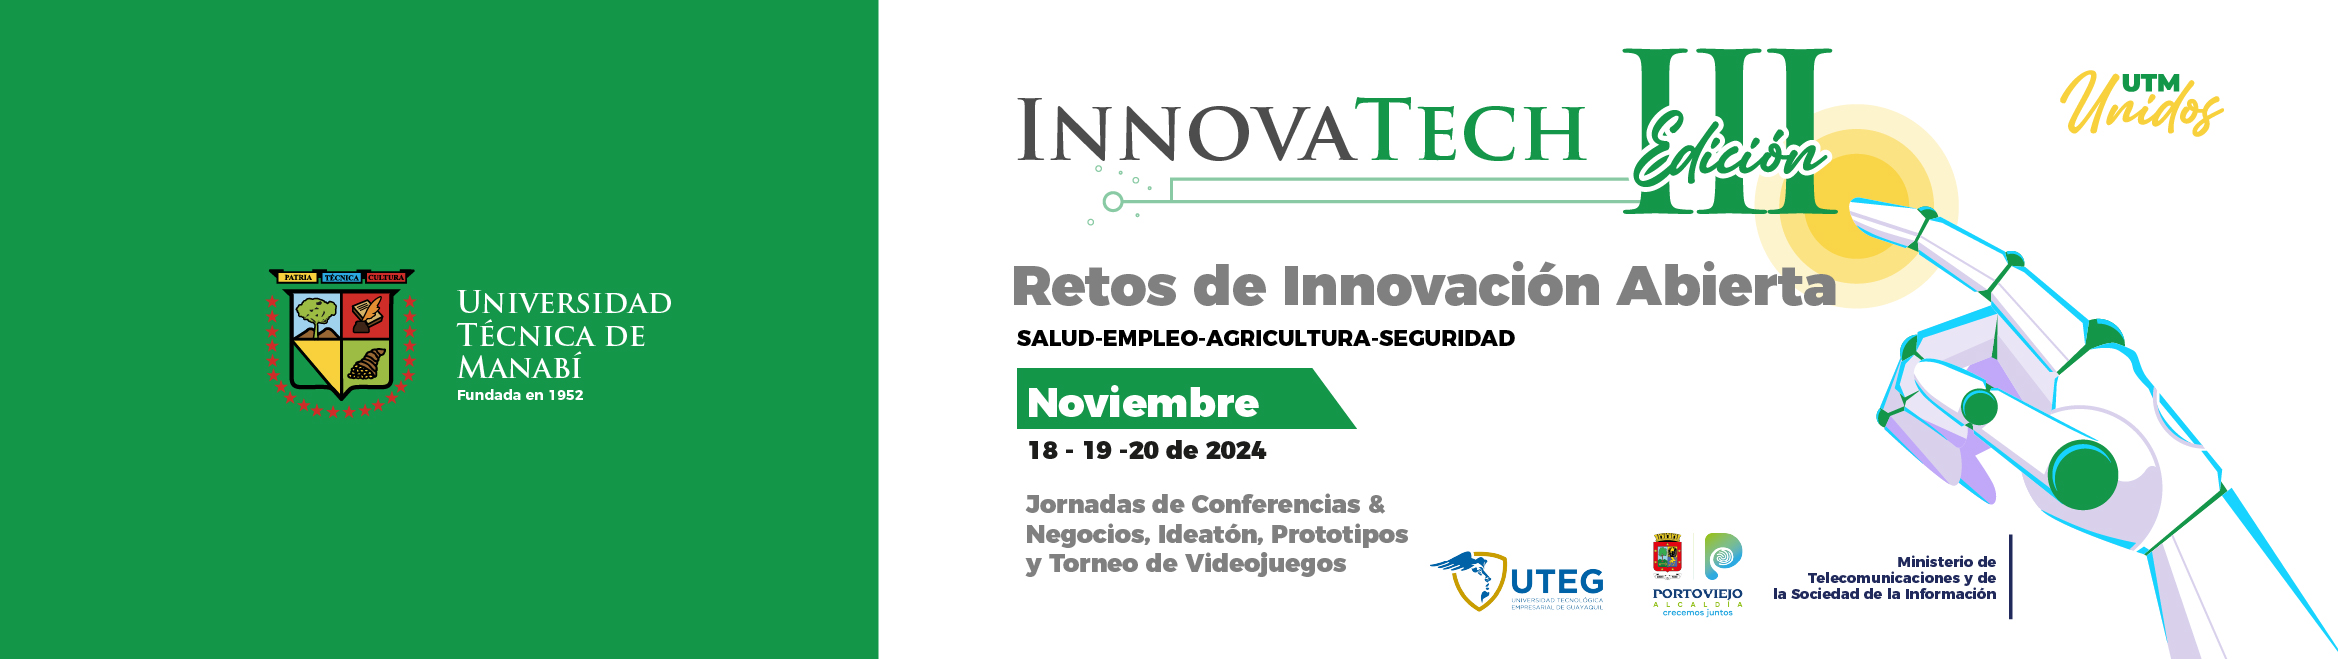 PATRIA TÉCNICA CULTURA
UNIVERSIDAD
TÉCNICA DE
MANABÍ
Fundada en 1952
INNOVATECH
III
Edición
UTM
Unidos
Retos de Innovación Abierta
SALUD-EMPLEO-AGRICULTURA-SEGURIDAD
Noviembre
18 - 19 -20 de 2024
Jornadas de Conferencias &
Negocios, Ideatón, Prototipos
y Torneo de Videojuegos
UTEG
UNIVERSIDAD TECNOLÓGICA
EMPRESARIAL DE GUAYAQUIL
PORTOVIEJO
ALCALDÍA
crecemos juntos
Ministerio de
Telecomunicaciones y de
la Sociedad de la Información